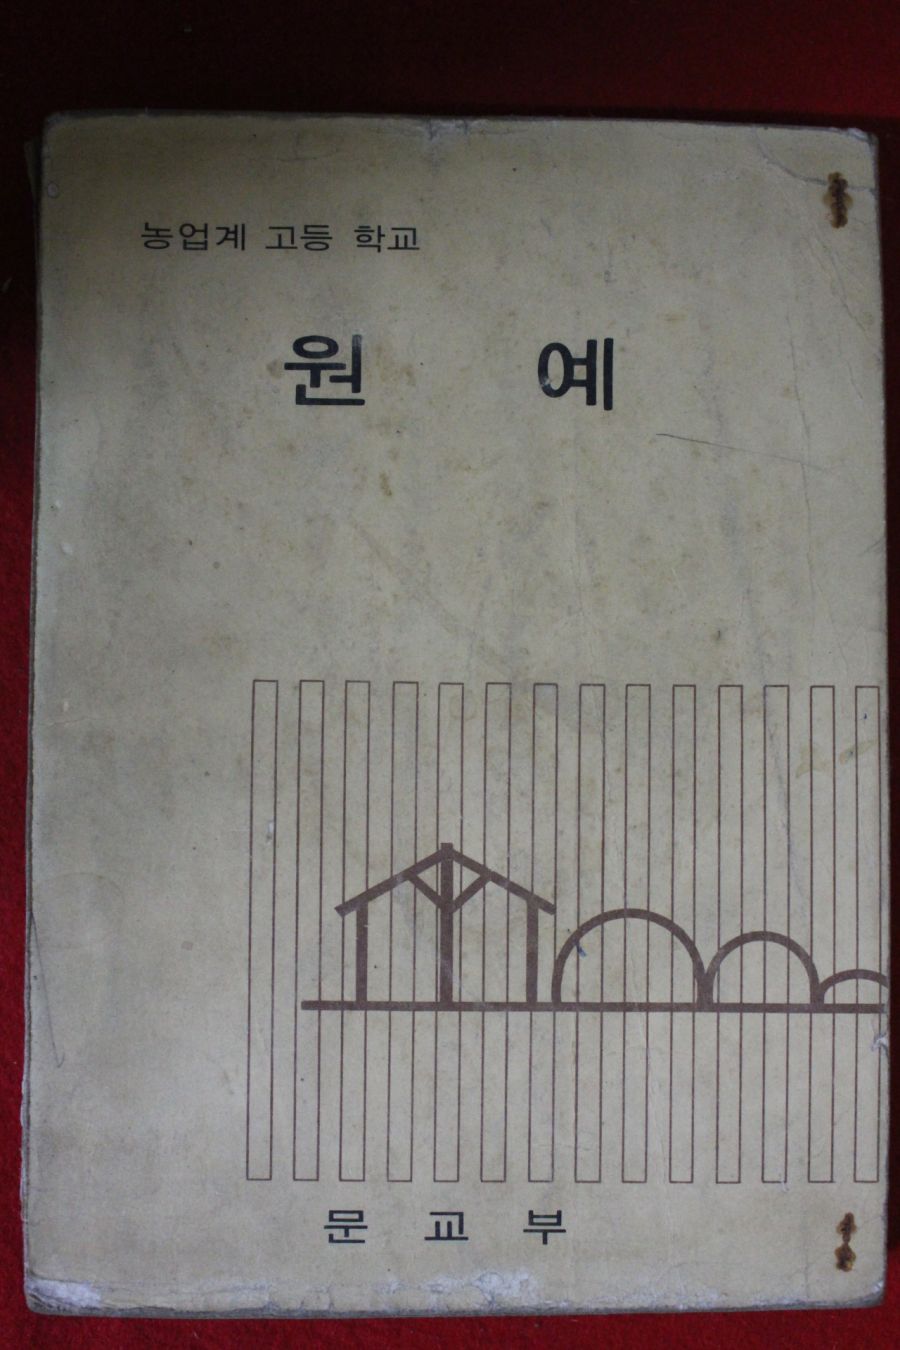 농업계 고등 학교
원 예
문 교 부